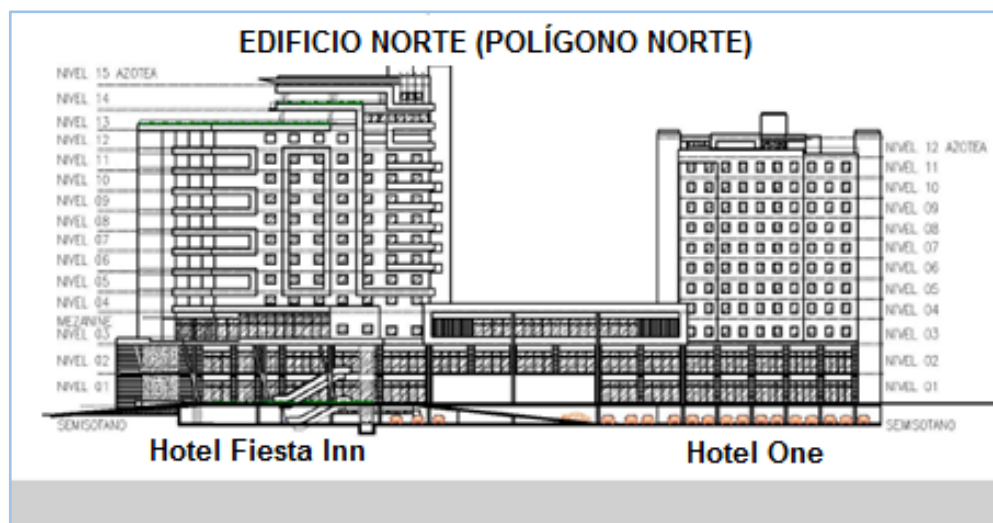 EDIFICIO NORTE (POLÍGONO NORTE)
NIVEL 15 AZOTEA
NIVEL 14
NIVEL 13
NIVEL 12
NIVEL 11
NIVEL 10
NIVEL 09
NIVEL 08
NIVEL 07
NIVEL 06
NIVEL 05
NIVEL 04
MEZANINE
NIVEL 03
NIVEL 02
NIVEL 01
SEMISOTANO
NIVEL 12 AZOTEA
NIVEL 11
NIVEL 10
NIVEL 09
NIVEL 08
NIVEL 07
NIVEL 06
NIVEL 05
NIVEL 04
NIVEL 03
NIVEL 02
NIVEL 01
SEMISOTANO
Hotel Fiesta Inn
Hotel One